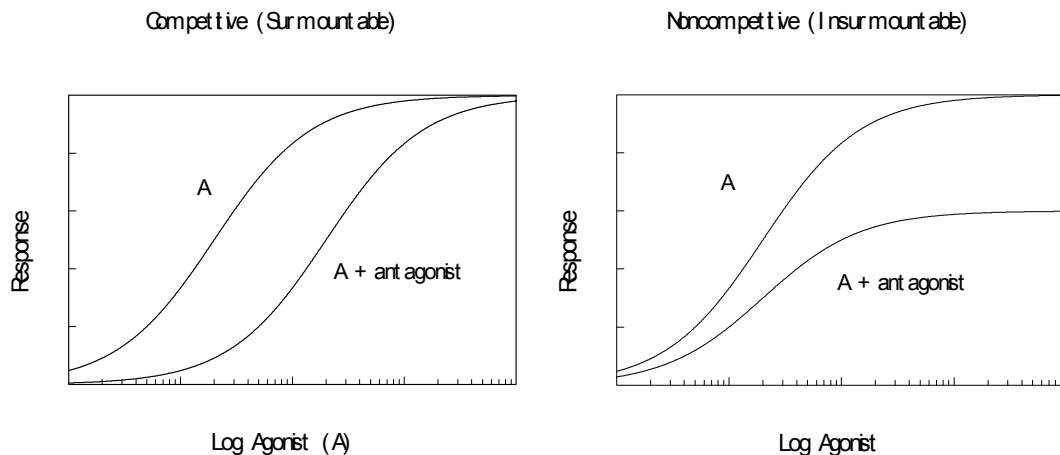 Competitive (Surmountable)
Response
A
A + antagonist
Log Agonist (A)
Noncompetitive (Insurmountable)
Response
A
A + antagonist
Log Agonist